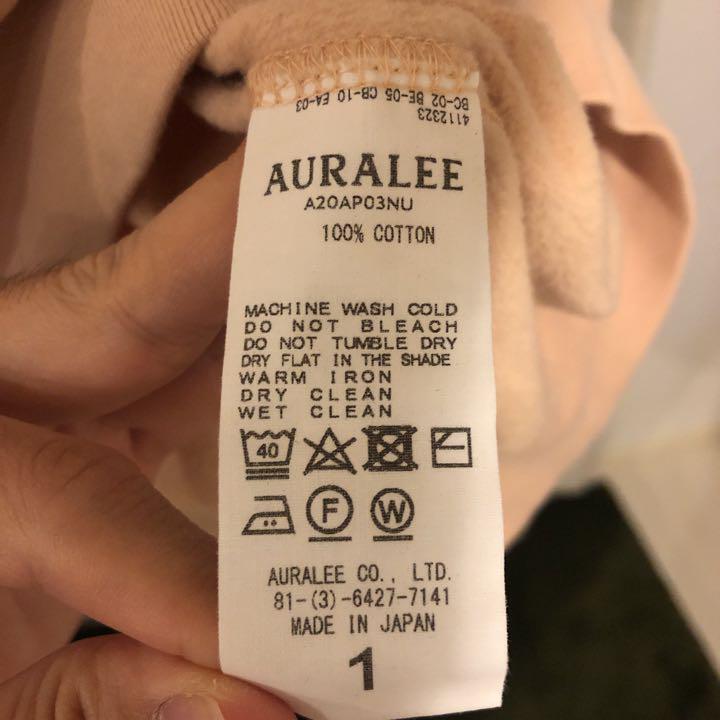 BC-02 BE-05 CB-10 EA-03
4112323
AURALEE
A20AP03NU
100% COTTON
MACHINE WASH COLD
DO NOT BLEACH
DO NOT TUMBLE DRY
DRY FLAT IN THE SHADE
WARM IRON
DRY CLEAN
WET CLEAN
40
F W
AURALEE CO., LTD.
81-(3)-6427-7141
MADE IN JAPAN
1